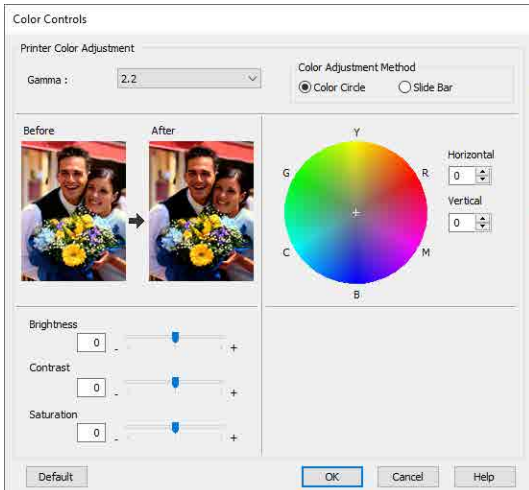 Color Controls
Printer Color Adjustment
Gamma :
2.2
Color Adjustment Method
Color Circle
Slide Bar
Before
After
Y
G
R
C
M
B
Horizontal
0
Vertical
0
Brightness
0
-
+
Contrast
0
-
+
Saturation
0
-
+
Default
OK
Cancel
Help